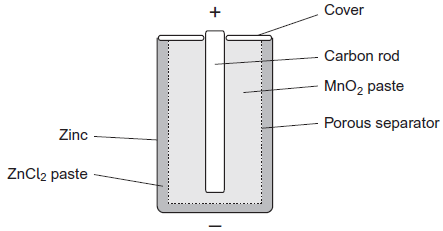 +
Cover
Carbon rod
MnO₂ paste
Porous separator
Zinc
ZnCl₂ paste
−